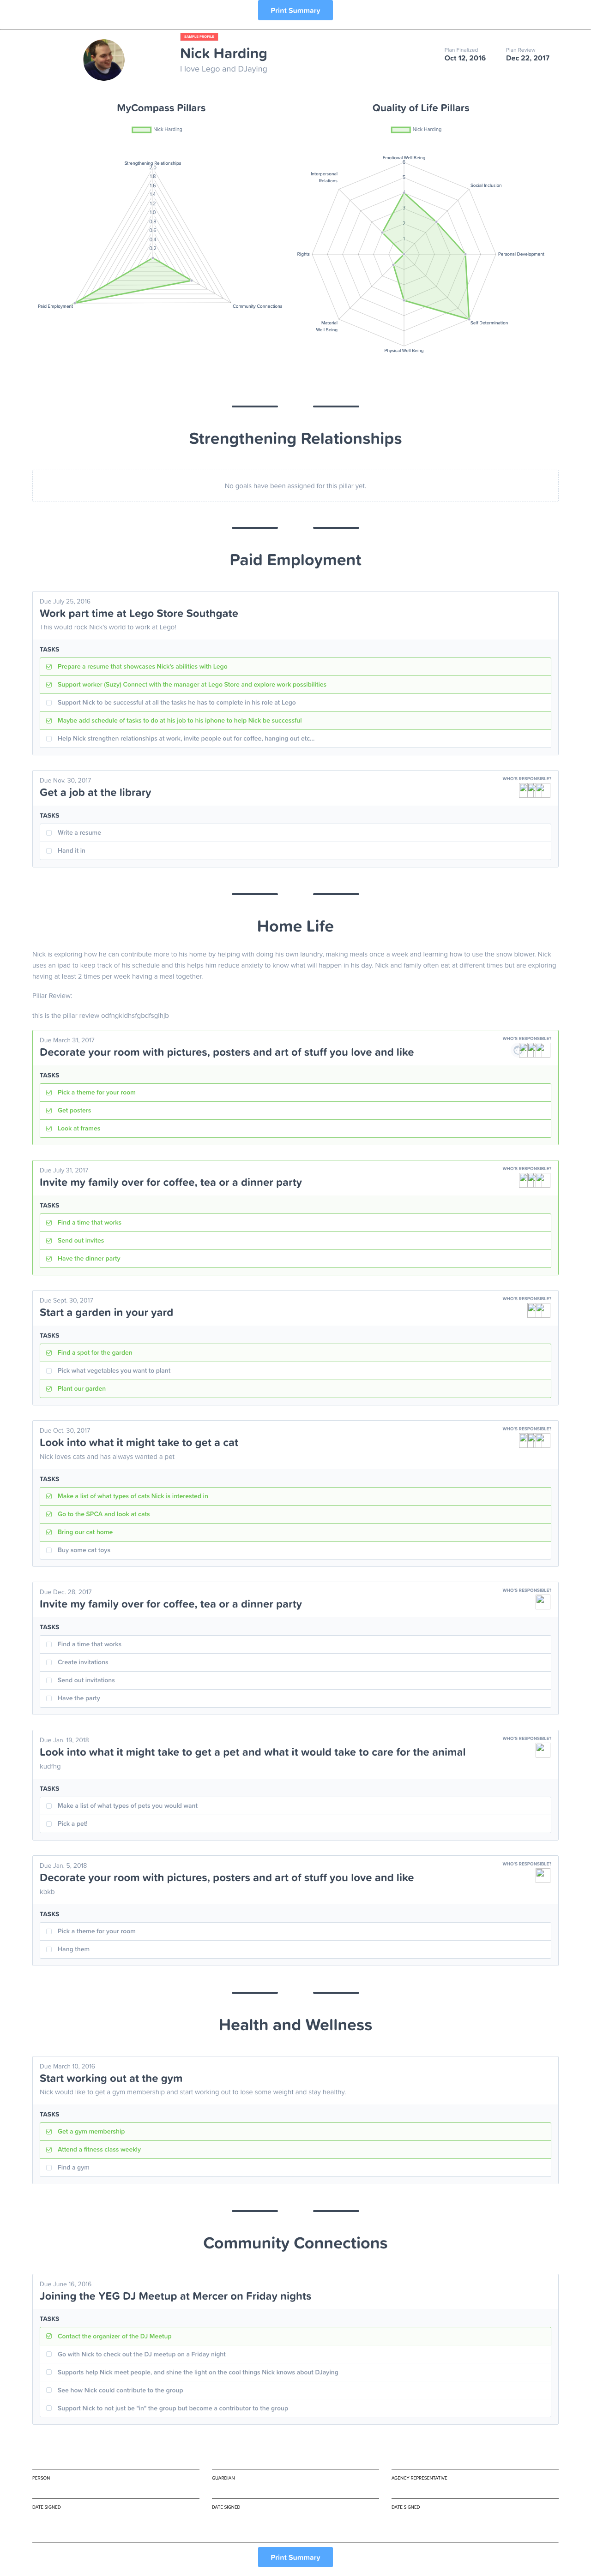 Print Summary
SAMPLE PROFILE
Nick Harding
I love Lego and DJaying
Plan Finalized
Oct 12, 2016
Plan Review
Dec 22, 2017
MyCompass Pillars
Nick Harding
Strengthening Relationships
2.0
1.8
1.6
1.4
1.2
1.0
0.8
0.6
0.4
0.2
Paid Employment
Community Connections
Quality of Life Pillars
Nick Harding
Emotional Well Being
6
Interpersonal
Relations
Social Inclusion
5
3
2
1
Rights
Personal Development
Material
Well Being
Self Determination
Physical Well Being
Strengthening Relationships
No goals have been assigned for this pillar yet.
Paid Employment
Due July 25, 2016
Work part time at Lego Store Southgate
This would rock Nick's world to work at Lego!
TASKS
Prepare a resume that showcases Nick's abilities with Lego
Support worker (Suzy) Connect with the manager at Lego Store and explore work possibilities
Support Nick to be successful at all the tasks he has to complete in his role at Lego
Maybe add schedule of tasks to do at his job to his iphone to help Nick be successful
Help Nick strengthen relationships at work, invite people out for coffee, hanging out etc...
Due Nov. 30, 2017
WHO'S RESPONSIBLE?
Get a job at the library
TASKS
Write a resume
Hand it in
Home Life
Nick is exploring how he can contribute more to his home by helping with doing his own laundry, making meals once a week and learning how to use the snow blower. Nick
uses an ipad to keep track of his schedule and this helps him reduce anxiety to know what will happen in his day. Nick and family often eat at different times but are exploring
having at least 2 times per week having a meal together.
Pillar Review:
this is the pillar review odfngkldhsfgbdfsglhjb
Due March 31, 2017
WHO'S RESPONSIBLE?
Decorate your room with pictures, posters and art of stuff you love and like
TASKS
Pick a theme for your room
Get posters
Look at frames
Due July 31, 2017
WHO'S RESPONSIBLE?
Invite my family over for coffee, tea or a dinner party
TASKS
Find a time that works
Send out invites
Have the dinner party
Due Sept. 30, 2017
WHO'S RESPONSIBLE?
Start a garden in your yard
TASKS
Find a spot for the garden
Pick what vegetables you want to plant
Plant our garden
Due Oct. 30, 2017
WHO'S RESPONSIBLE?
Look into what it might take to get a cat
Nick loves cats and has always wanted a pet
TASKS
Make a list of what types of cats Nick is interested in
Go to the SPCA and look at cats
Bring our cat home
Buy some cat toys
Due Dec. 28, 2017
WHO'S RESPONSIBLE?
Invite my family over for coffee, tea or a dinner party
TASKS
Find a time that works
Create invitations
Send out invitations
Have the party
Due Jan. 19, 2018
WHO'S RESPONSIBLE?
Look into what it might take to get a pet and what it would take to care for the animal
kudfhg
TASKS
Make a list of what types of pets you would want
Pick a pet!
Due Jan. 5, 2018
WHO'S RESPONSIBLE?
Decorate your room with pictures, posters and art of stuff you love and like
kbkb
TASKS
Pick a theme for your room
Hang them
Health and Wellness
Due March 10, 2016
Start working out at the gym
Nick would like to get a gym membership and start working out to lose some weight and stay healthy.
TASKS
Get a gym membership
Attend a fitness class weekly
Find a gym
Community Connections
Due June 16, 2016
Joining the YEG DJ Meetup at Mercer on Friday nights
TASKS
Contact the organizer of the DJ Meetup
Go with Nick to check out the DJ meetup on a Friday night
Supports help Nick meet people, and shine the light on the cool things Nick knows about DJaying
See how Nick could contribute to the group
Support Nick to not just be "in" the group but become a contributor to the group
PERSON
GUARDIAN
AGENCY REPRESENTATIVE
DATE SIGNED
DATE SIGNED
DATE SIGNED
Print Summary